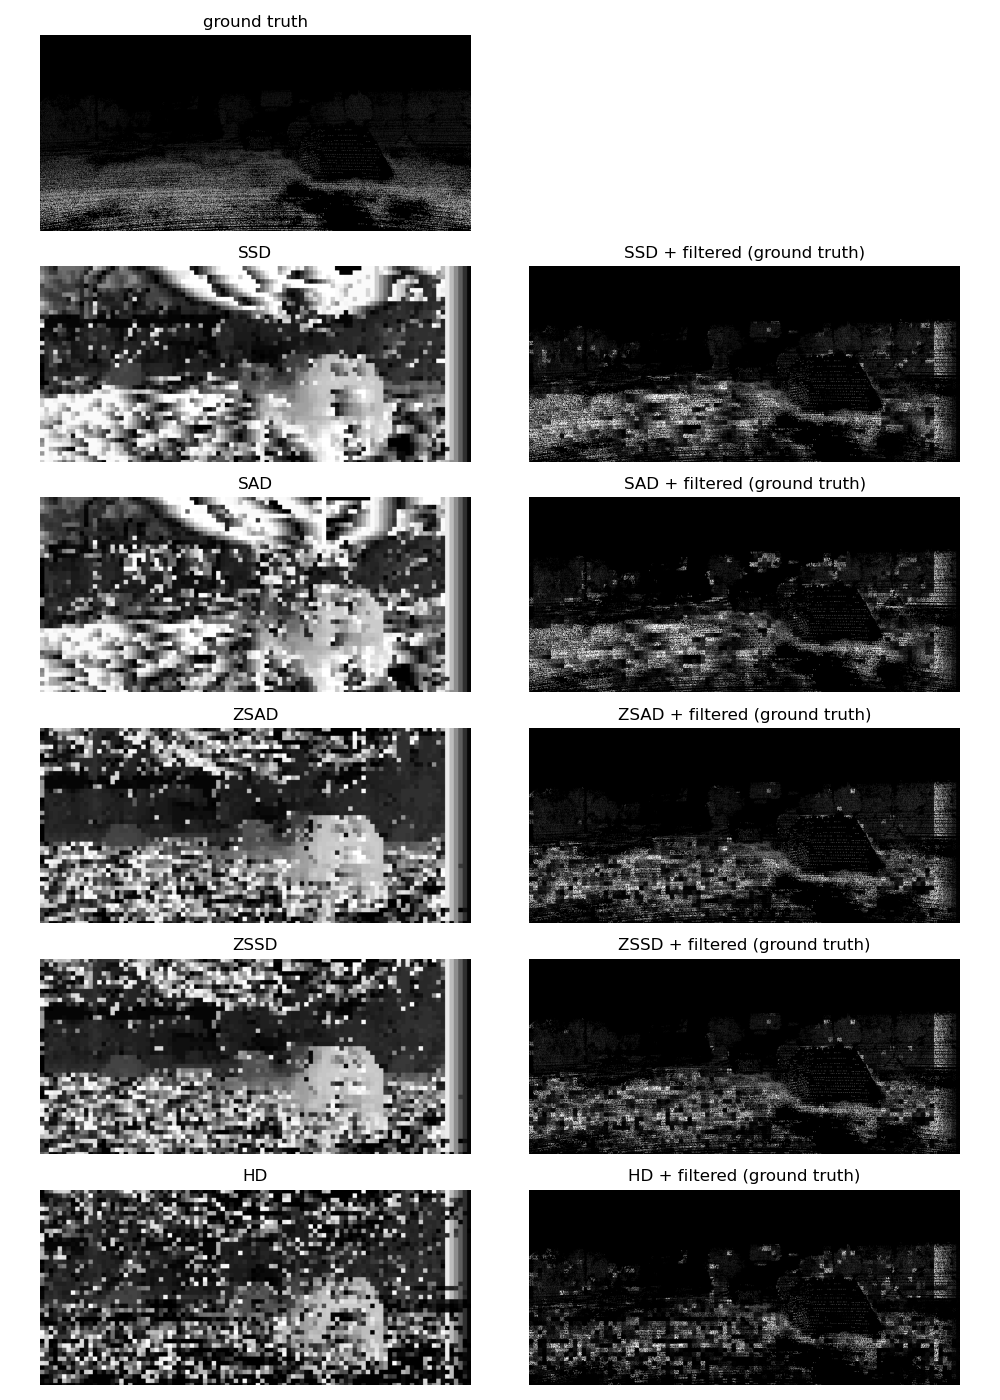 ground truth
SSD
SSD + filtered (ground truth)
SAD
SAD + filtered (ground truth)
ZSAD
ZSAD + filtered (ground truth)
ZSSD
ZSSD + filtered (ground truth)
HD
HD + filtered (ground truth)